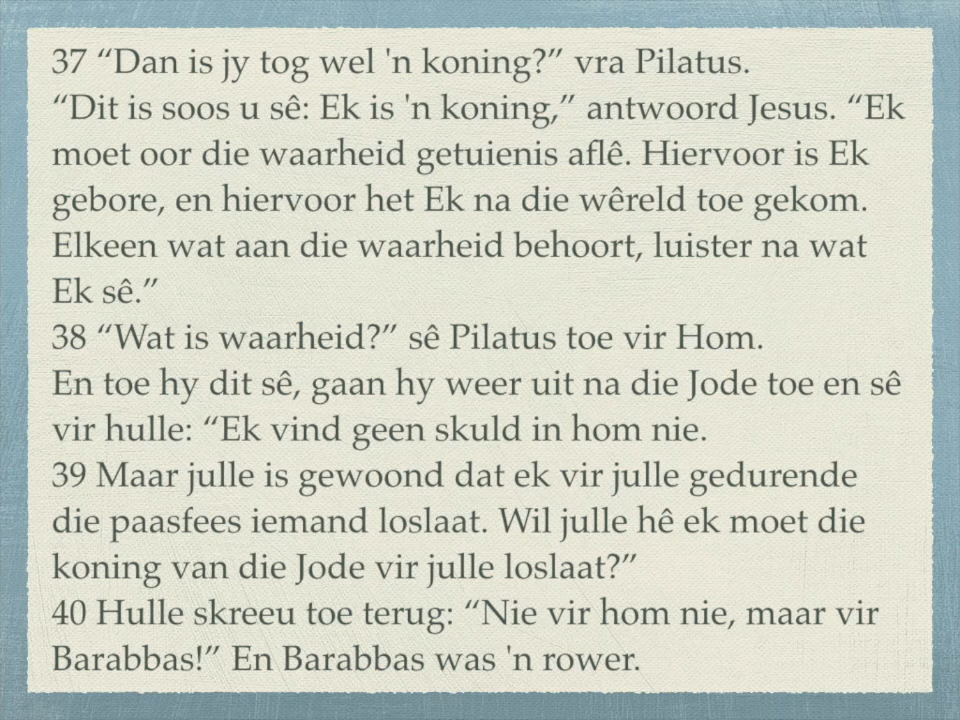 37 “Dan is jy tog wel 'n koning?” vra Pilatus.
“Dit is soos u sê: Ek is 'n koning,” antwoord Jesus. “Ek
moet oor die waarheid getuienis aflê. Hiervoor is Ek
gebore, en hiervoor het Ek na die wêreld toe gekom.
Elkeen wat aan die waarheid behoort, luister na wat
Ek sê.”
38 “Wat is waarheid?” sê Pilatus toe vir Hom.
En toe hy dit sê, gaan hy weer uit na die Jode toe en sê
vir hulle: “Ek vind geen skuld in hom nie.
39 Maar julle is gewoond dat ek vir julle gedurende
die paasfees iemand loslaat. Wil julle hê ek moet die
koning van die Jode vir julle loslaat?”
40 Hulle skreeu toe terug: “Nie vir hom nie, maar vir
Barabbas!” En Barabbas was 'n rower.